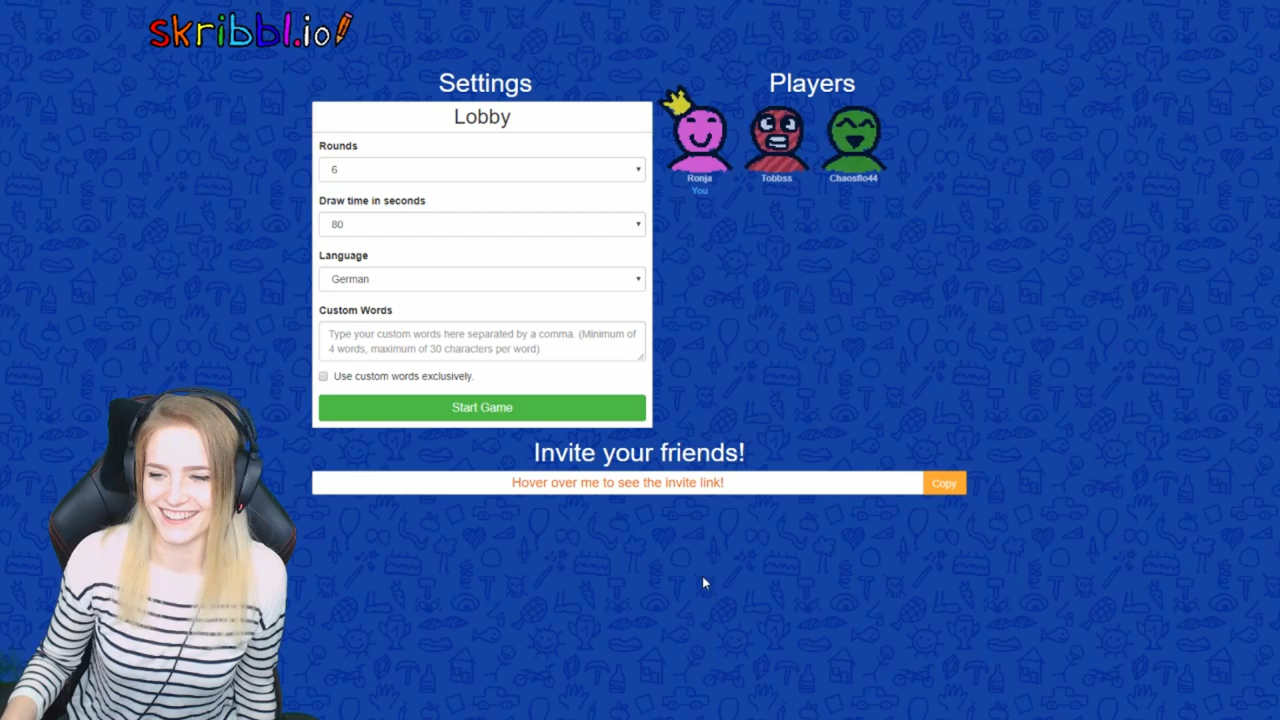 skribbl.io
Settings
Lobby
Rounds
6
Draw time in seconds
80
Language
German
Custom Words
Type your custom words here separated by a comma. (Minimum of
4 words, maximum of 30 characters per word)
Use custom words exclusively.
Start Game
Players
Ronja
You
Tobbss
Chaosflo44
Invite your friends!
Hover over me to see the invite link!
Copy